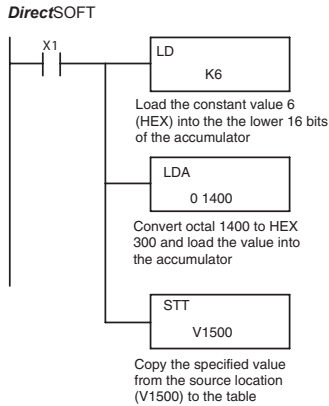 DirectSOFT
X1
LD
K6
Load the constant value 6
(HEX) into the the lower 16 bits
of the accumulator
LDA
0 1400
Convert octal 1400 to HEX
300 and load the value into
the accumulator
STT
V1500
Copy the specified value
from the source location
(V1500) to the table